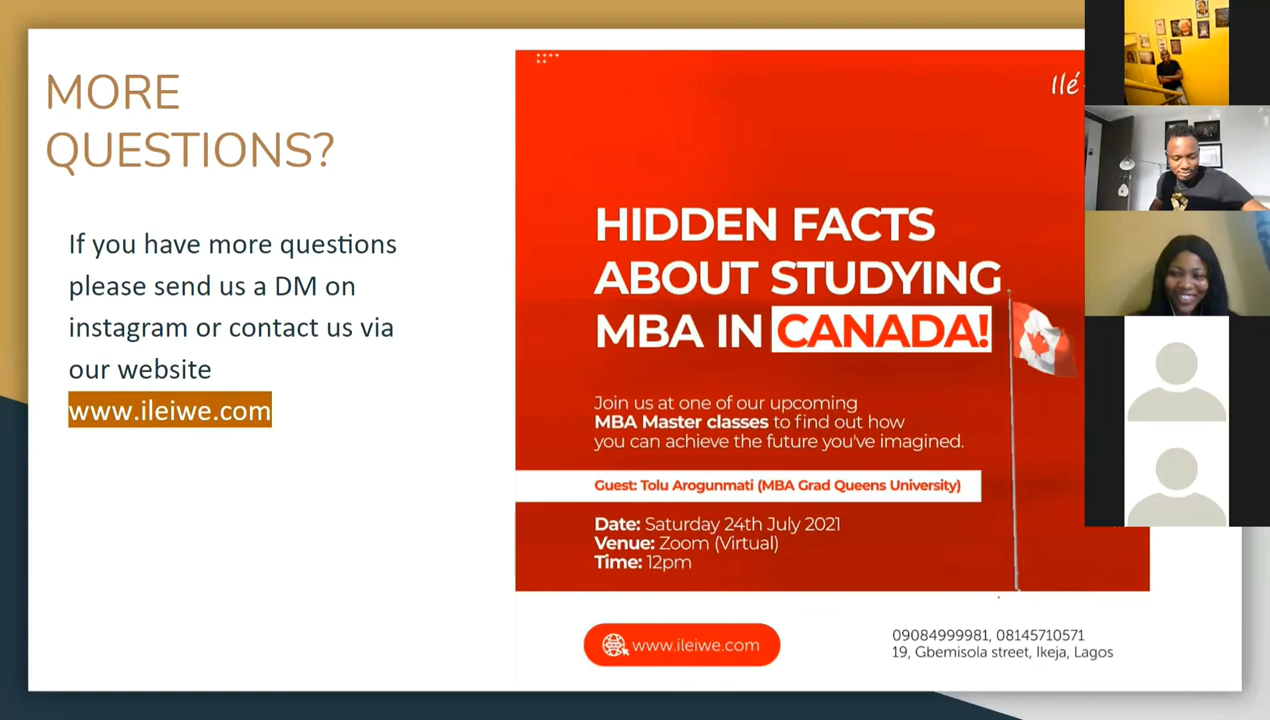 MORE
QUESTIONS?
If you have more questions
please send us a DM on
instagram or contact us via
our website
www.ileiwe.com
Ilé
HIDDEN FACTS
ABOUT STUDYING
MBA IN CANADA!
Join us at one of our upcoming
MBA Master classes to find out how
you can achieve the future you've imagined.
Guest: Tolu Arogunmati (MBA Grad Queens University)
Date: Saturday 24th July 2021
Venue: Zoom (Virtual)
Time: 12pm
www.ileiwe.com
09084999981, 08145710571
19, Gbemisola street, Ikeja, Lagos